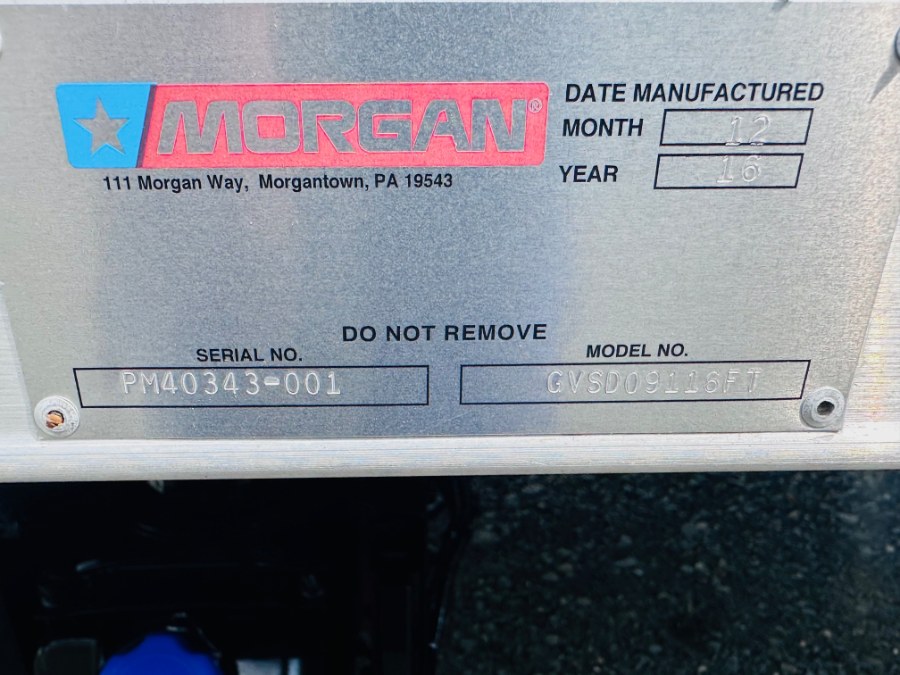 MORGAN®
111 Morgan Way, Morgantown, PA 19543
DATE MANUFACTURED
MONTH 12
YEAR 16
DO NOT REMOVE
SERIAL NO.
PM40343-001
MODEL NO.
GVSD09116FT